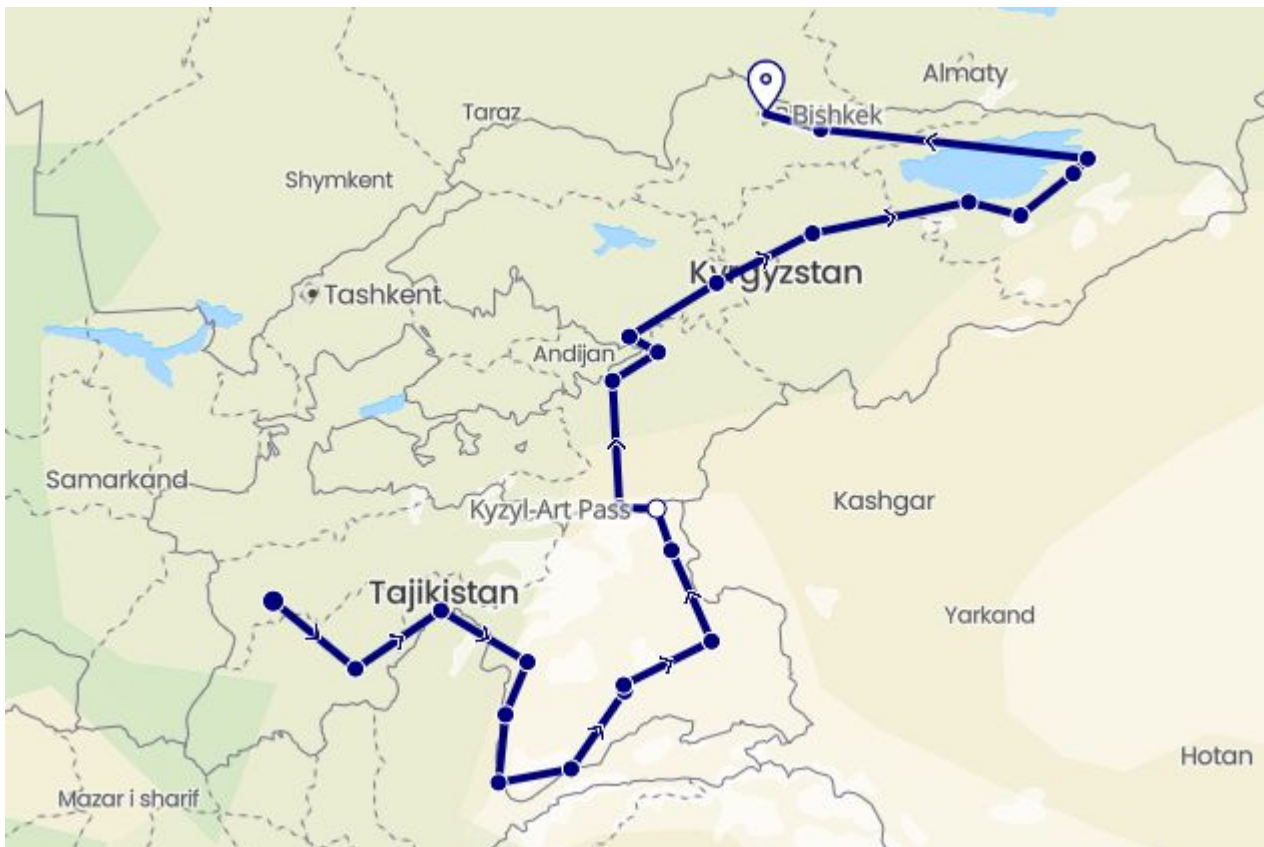 Almaty
Taraz
Bishkek
Shymkent
Kyrgyzstan
Tashkent
Andijan
Samarkand
Kashgar
Kyzyl-Art Pass
Tajikistan
Yarkand
Hotan
Mazar i sharif